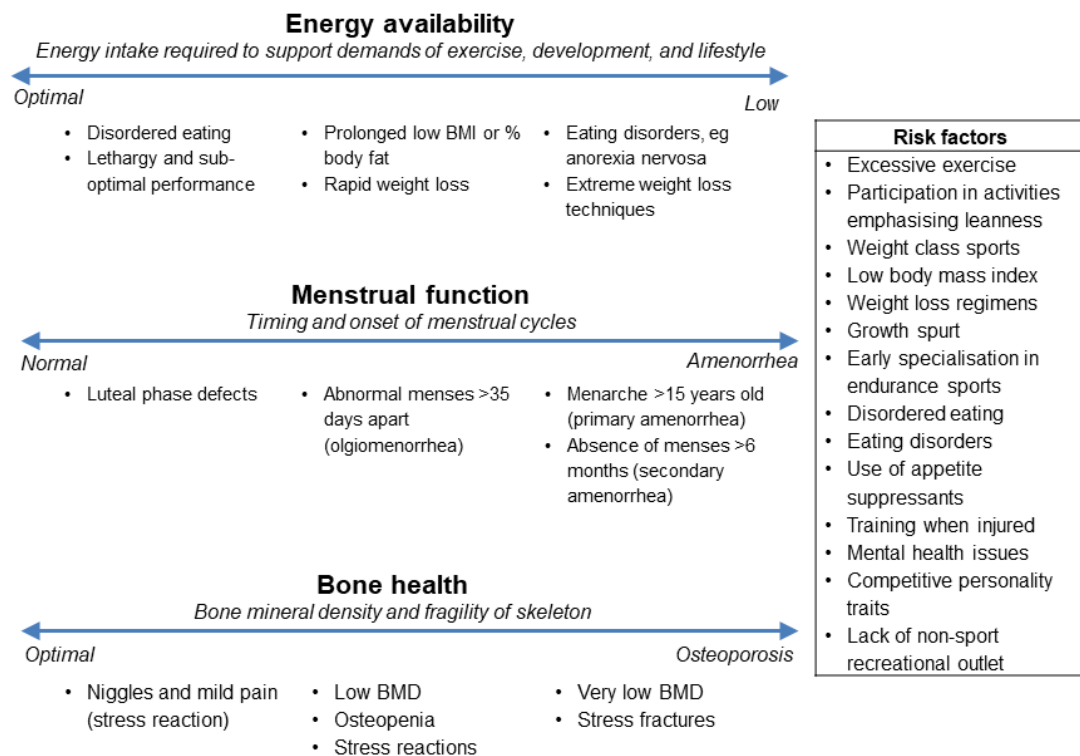 Energy availability
Energy intake required to support demands of exercise, development, and lifestyle
Optimal
Low
• Disordered eating
• Lethargy and sub-
optimal performance
• Prolonged low BMI or %
body fat
• Rapid weight loss
• Eating disorders, eg
anorexia nervosa
• Extreme weight loss
techniques
Menstrual function
Timing and onset of menstrual cycles
Normal
Amenorrhea
• Luteal phase defects
• Abnormal menses >35
days apart
(olgiomenorrhea)
• Menarche >15 years old
(primary amenorrhea)
• Absence of menses >6
months (secondary
amenorrhea)
Bone health
Bone mineral density and fragility of skeleton
Optimal
Osteoporosis
• Niggles and mild pain
(stress reaction)
• Low BMD
• Osteopenia
• Stress reactions
• Very low BMD
• Stress fractures
Risk factors
• Excessive exercise
• Participation in activities
emphasising leanness
• Weight class sports
• Low body mass index
• Weight loss regimens
• Growth spurt
• Early specialisation in
endurance sports
• Disordered eating
• Eating disorders
• Use of appetite
suppressants
• Training when injured
• Mental health issues
• Competitive personality
traits
• Lack of non-sport
recreational outlet